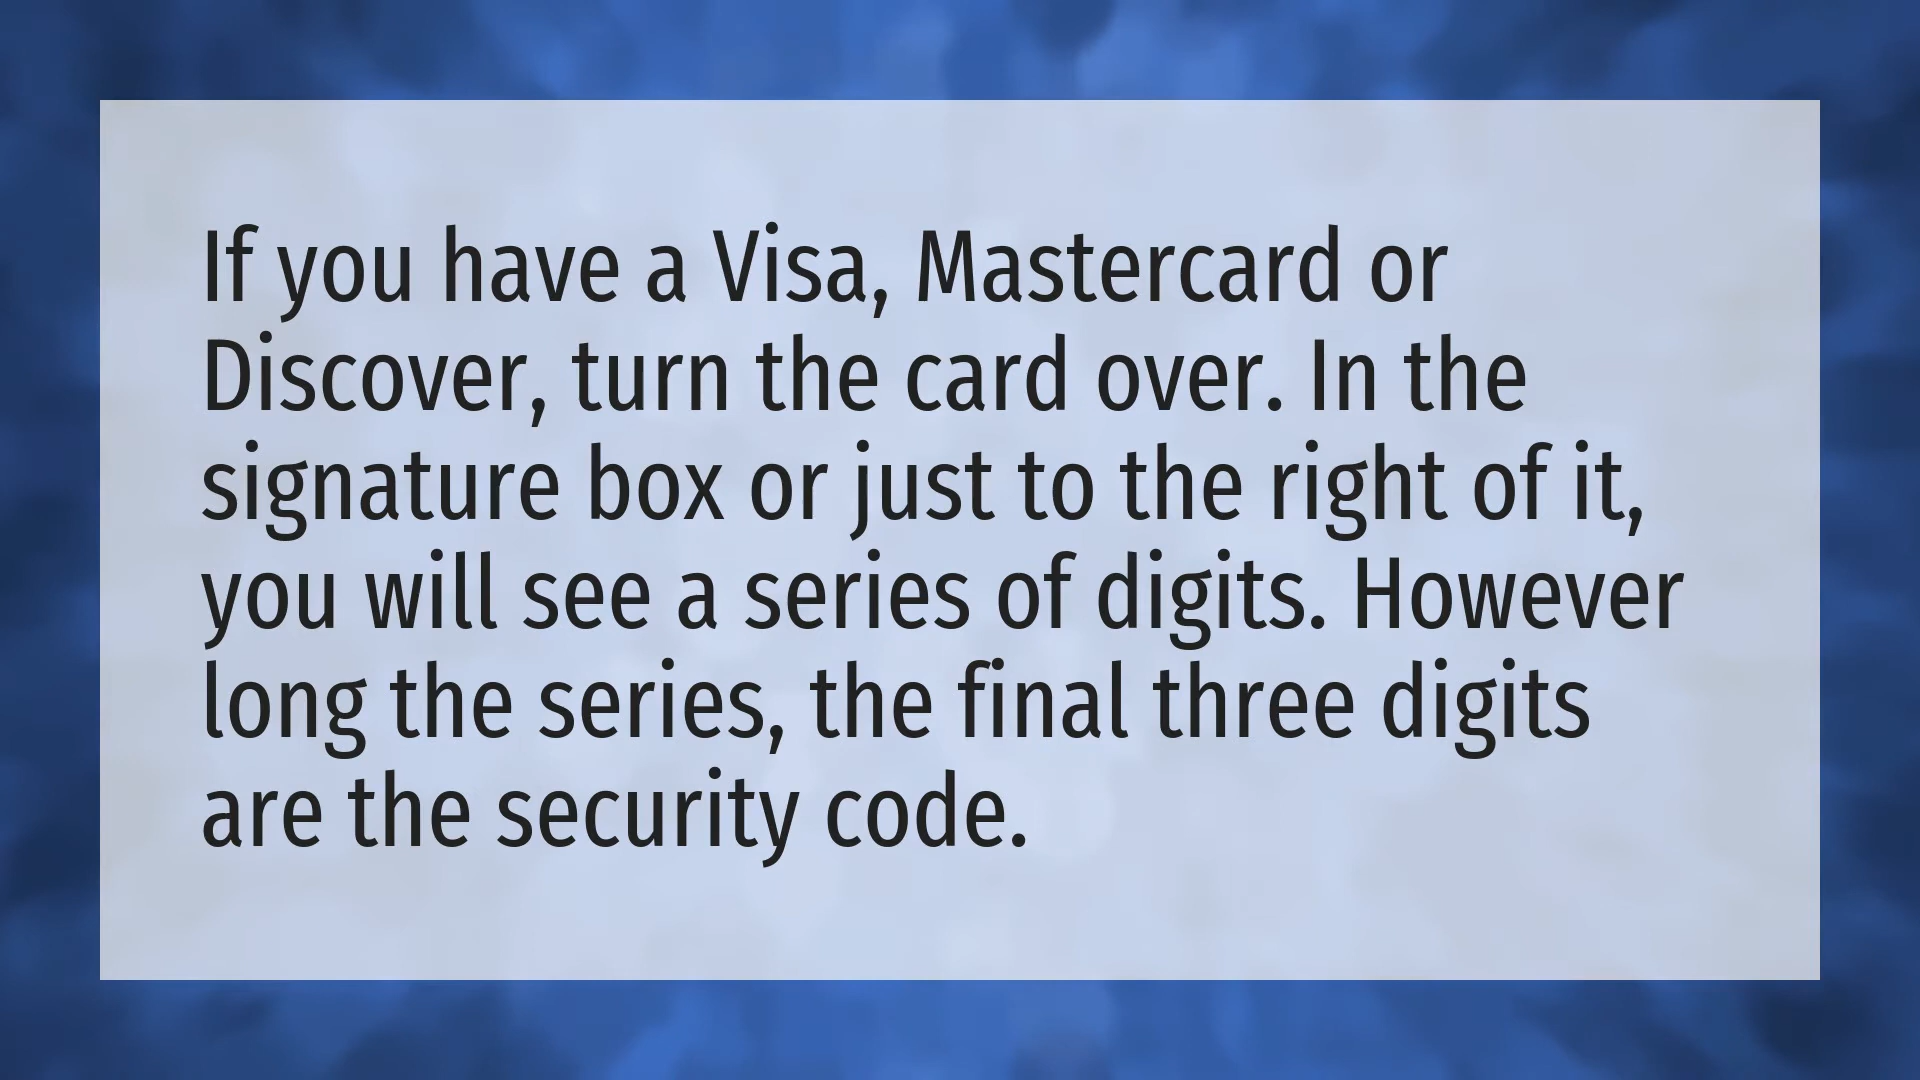 If you have a Visa, Mastercard or
Discover, turn the card over. In the
signature box or just to the right of it,
you will see a series of digits. However
long the series, the final three digits
are the security code.